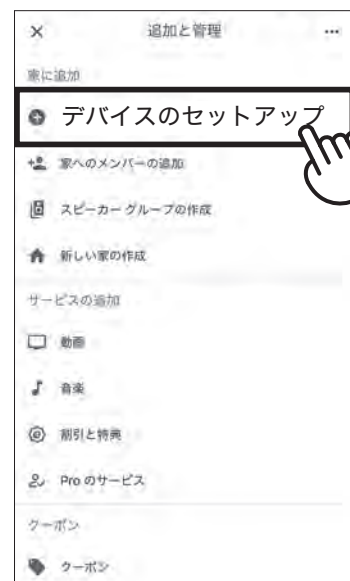 追加と管理
家に追加
デバイスのセットアップ
家へのメンバーの追加
スピーカー グループの作成
新しい家の作成
サービスの追加
動画
音楽
割引と特典
Pro のサービス
クーポン
クーポン